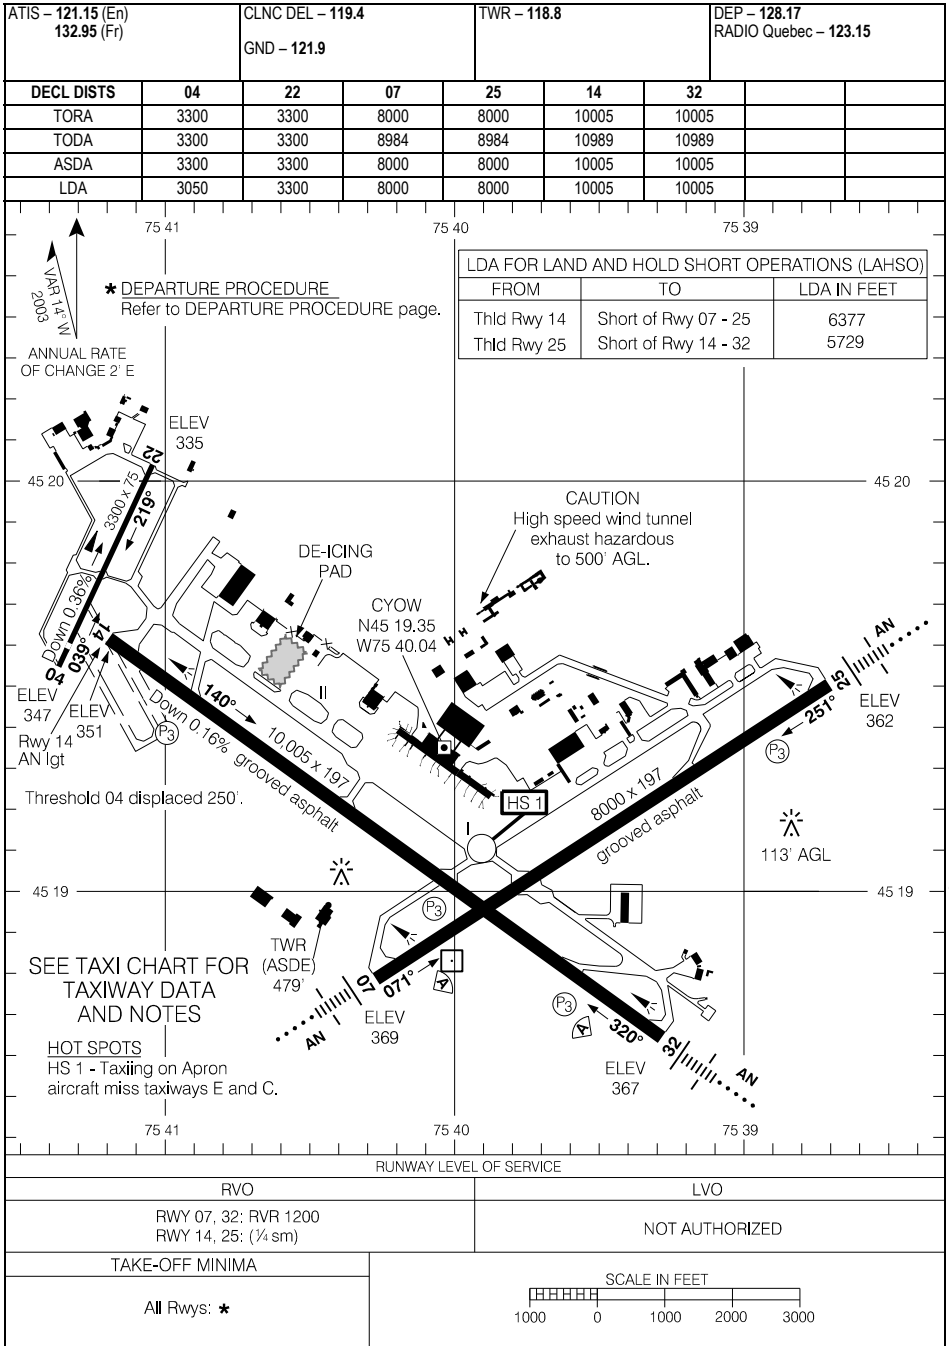 ATIS – 121.15 (En)
132.95 (Fr)
CLNC DEL – 119.4
GND – 121.9
TWR – 118.8
DEP – 128.17
RADIO Quebec – 123.15
DECL DISTS 04 22 07 25 14 32
TORA 3300 3300 8000 8000 10005 10005
TODA 3300 3300 8984 8984 10989 10989
ASDA 3300 3300 8000 8000 10005 10005
LDA 3050 3300 8000 8000 10005 10005
75 41 75 40 75 39
VAR 14° W
2003
ANNUAL RATE
OF CHANGE 2' E
* DEPARTURE PROCEDURE
Refer to DEPARTURE PROCEDURE page.
LDA FOR LAND AND HOLD SHORT OPERATIONS (LAHSO)
FROM TO LDA IN FEET
Thld Rwy 14 Short of Rwy 07 - 25 6377
Thld Rwy 25 Short of Rwy 14 - 32 5729
ELEV
335
22
45 20 45 20
3300 x 75
219°
CAUTION
High speed wind tunnel
exhaust hazardous
to 500' AGL.
DE-ICING
PAD
CYOW
N45 19.35
W75 40.04
Down 0.36%
14
04
039°
ELEV
347
ELEV
351
Rwy 14
AN lgt
P3
140°
Down 0.16%
10,005 x 197
grooved asphalt
II
25
AN
ELEV
362
251°
P3
Threshold 04 displaced 250'.
HS 1
I
8000 x 197
grooved asphalt
113' AGL
45 19 45 19
P3
TWR
(ASDE)
479'
SEE TAXI CHART FOR
TAXIWAY DATA
AND NOTES
07
071°
A
AN
ELEV
369
P3
A
320°
32
AN
ELEV
367
HOT SPOTS
HS 1 - Taxiing on Apron
aircraft miss taxiways E and C.
75 41 75 40 75 39
RUNWAY LEVEL OF SERVICE
RVO LVO
RWY 07, 32: RVR 1200
RWY 14, 25: (¼ sm)
NOT AUTHORIZED
TAKE-OFF MINIMA
All Rwys: *
SCALE IN FEET
1000 0 1000 2000 3000